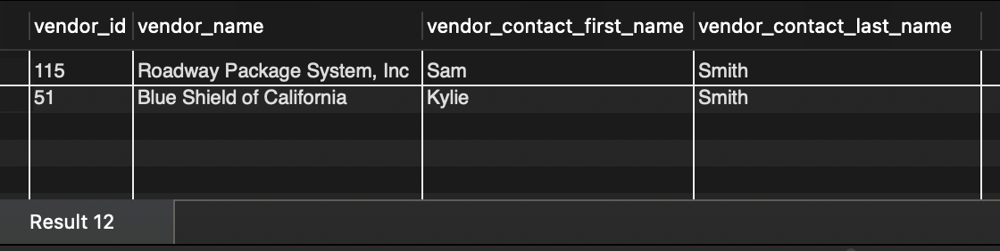 vendor_id vendor_name vendor_contact_first_name vendor_contact_last_name
115 Roadway Package System, Inc Sam Smith
51 Blue Shield of California Kylie Smith
Result 12